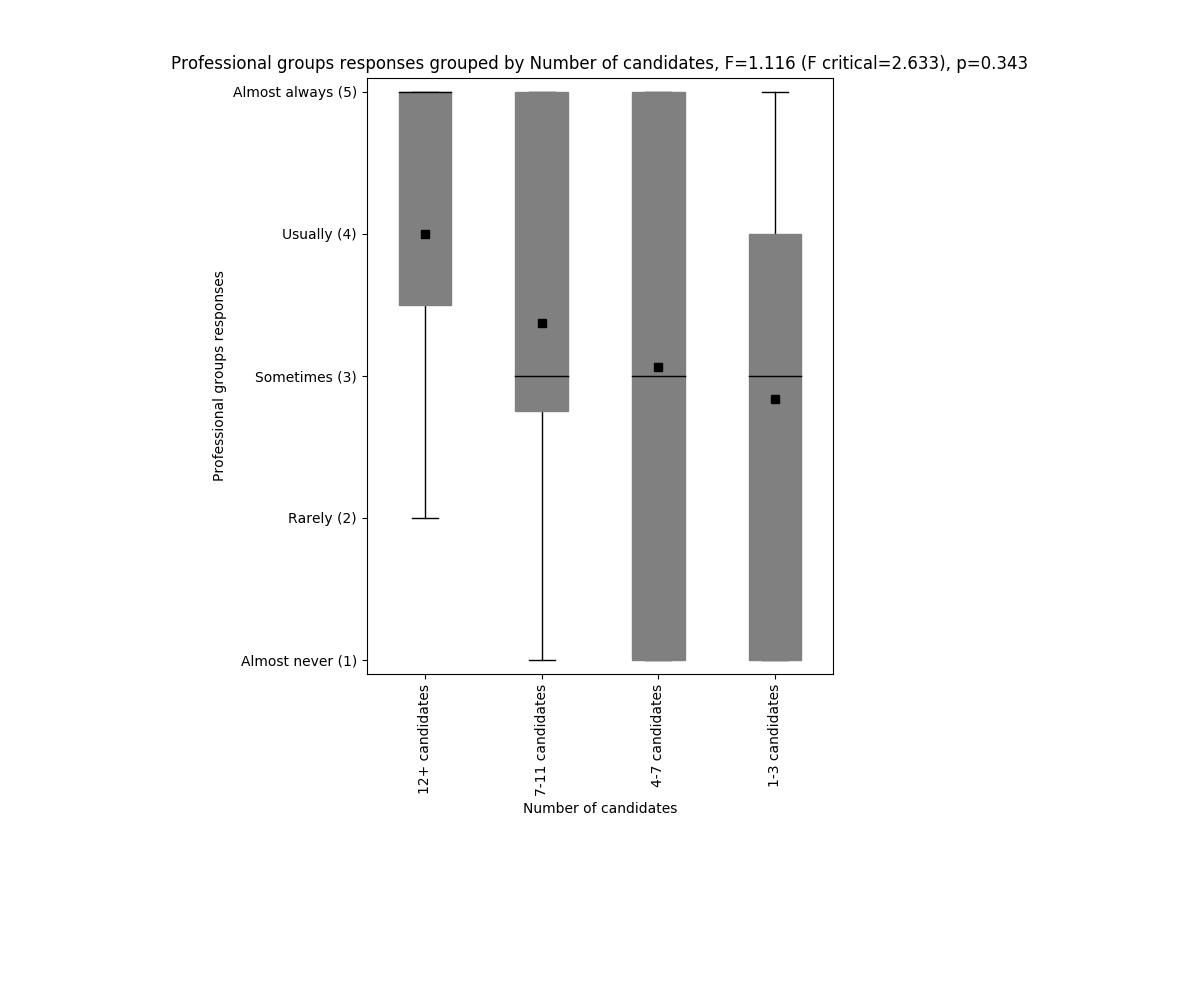 Professional groups responses grouped by Number of candidates, F=1.116 (F critical=2.633), p=0.343
Almost always (5)
Usually (4)
Sometimes (3)
Rarely (2)
Almost never (1)
Professional groups responses
12+ candidates
7-11 candidates
4-7 candidates
1-3 candidates
Number of candidates